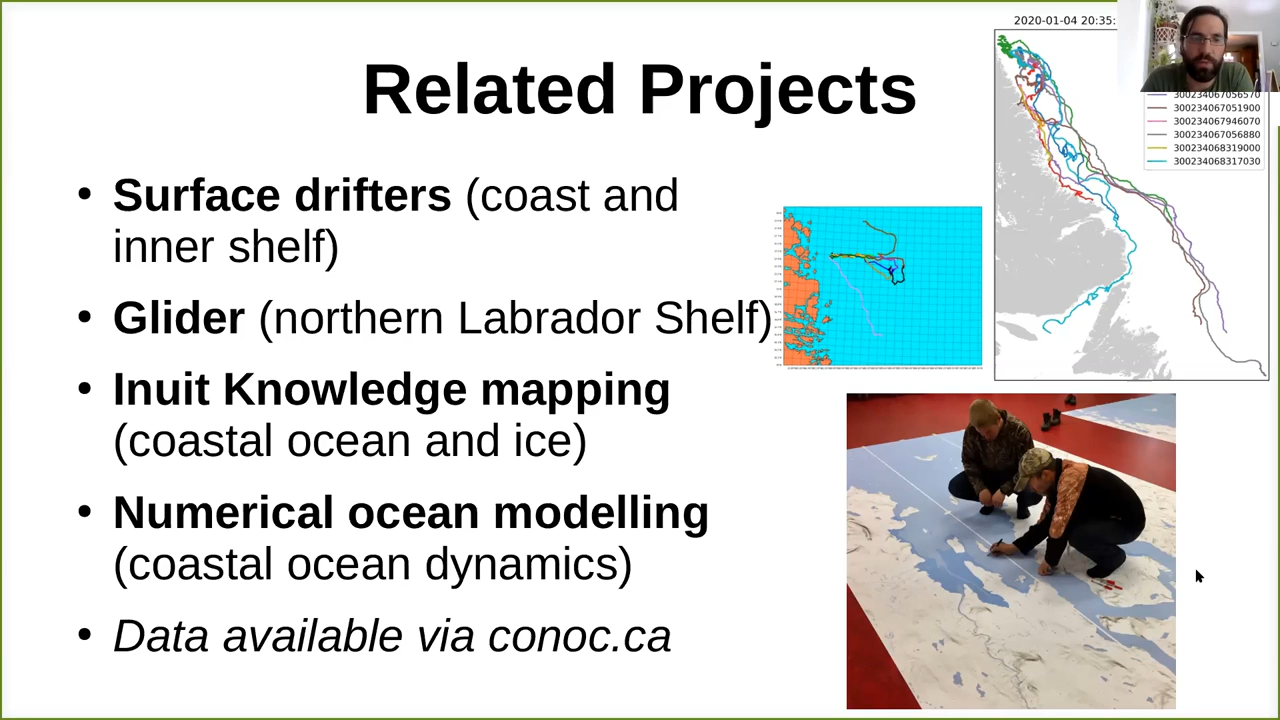 Related Projects
• Surface drifters (coast and
inner shelf)
• Glider (northern Labrador Shelf)
• Inuit Knowledge mapping
(coastal ocean and ice)
• Numerical ocean modelling
(coastal ocean dynamics)
• Data available via conoc.ca
2020-01-04 20:35:
300234067056570
300234067051900
300234067946070
300234067056880
300234068319000
300234068317030